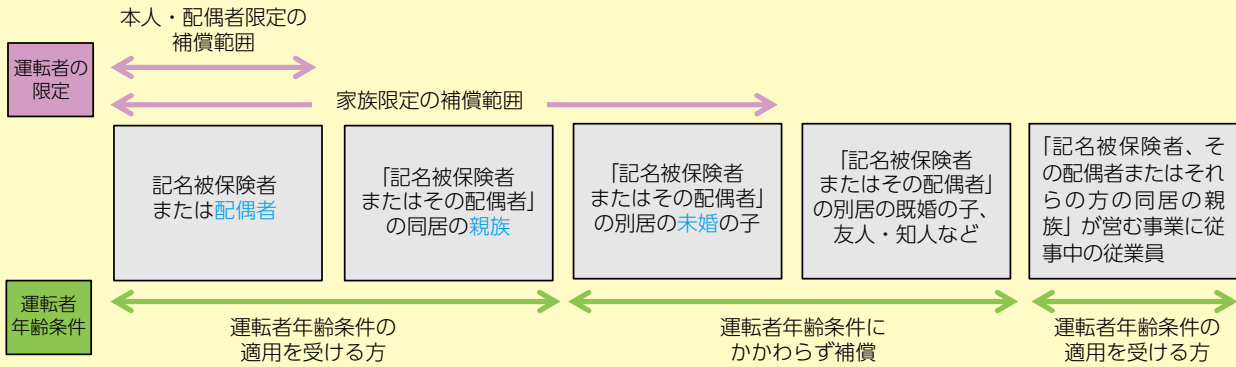 本人・配偶者限定の
補償範囲
運転者の
限定
家族限定の補償範囲
記名被保険者
または配偶者
「記名被保険者
またはその配偶者」
の同居の親族
「記名被保険者
またはその配偶者」
の別居の未婚の子
「記名被保険者
またはその配偶者」
の別居の既婚の子、
友人・知人など
「記名被保険者、そ
の配偶者またはそれ
らの方の同居の親
族」が営む事業に従
事中の従業員
運転者
年齢条件
運転者年齢条件の
適用を受ける方
運転者年齢条件に
かかわらず補償
運転者年齢条件の
適用を受ける方